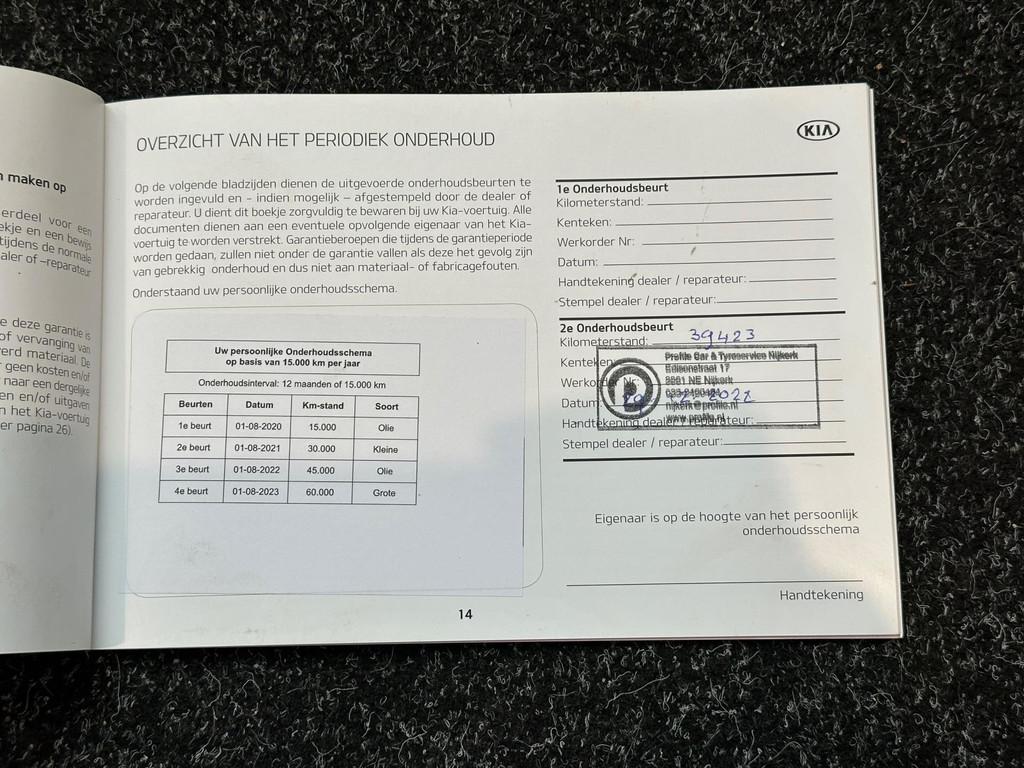 n maken op
erdeel voor een
ekje en een bewijs
tijdens de normale
aler of –reparateur
e deze garantie is
of vervanging van
erd materiaal. De
geen kosten en/of
naar een dergelijke
en en/of uitgaven
n het Kia-voertuig
er pagina 26).
OVERZICHT VAN HET PERIODIEK ONDERHOUD
Op de volgende bladzijden dienen de uitgevoerde onderhoudsbeurten te
worden ingevuld en - indien mogelijk – afgestempeld door de dealer of
reparateur. U dient dit boekje zorgvuldig te bewaren bij uw Kia-voertuig. Alle
documenten dienen aan een eventuele opvolgende eigenaar van het Kia-
voertuig te worden verstrekt. Garantieberoepen die tijdens de garantieperiode
worden gedaan, zullen niet onder de garantie vallen als deze het gevolg zijn
van gebrekkig onderhoud en dus niet aan materiaal- of fabricagefouten.
Onderstaand uw persoonlijke onderhoudsschema.
Uw persoonlijke Onderhoudsschema
op basis van 15.000 km per jaar
Onderhoudsinterval: 12 maanden of 15.000 km
Beurten Datum Km-stand Soort
1e beurt 01-08-2020 15.000 Olie
2e beurt 01-08-2021 30.000 Kleine
3e beurt 01-08-2022 45.000 Olie
4e beurt 01-08-2023 60.000 Grote
KIA
1e Onderhoudsbeurt
Kilometerstand:
Kenteken:
Werkorder Nr:
Datum:
Handtekening dealer / reparateur:
Stempel dealer / reparateur:
2e Onderhoudsbeurt
Kilometerstand: 39423
Kenteken
Profile Car & Tyreservice Nijkerk
Edisonstraat 17
Werkorder Nr:
3861 NE Nijkerk
Datum: 2022
nijkerk@profile.nl
www.profile.nl
Handtekening dealer / reparateur:
Stempel dealer / reparateur:
Eigenaar is op de hoogte van het persoonlijk
onderhoudsschema
Handtekening
14